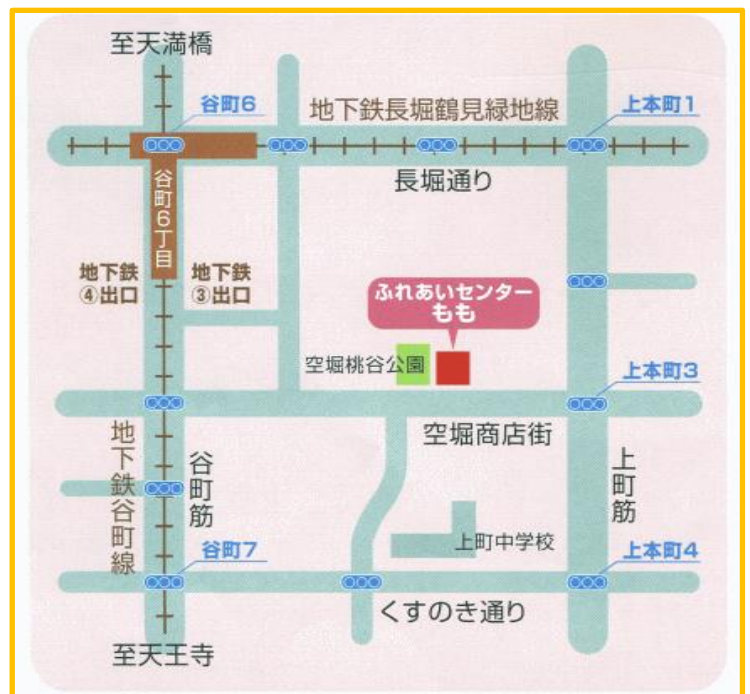 至天満橋
谷町6
地下鉄長堀鶴見緑地線
上本町1
長堀通り
谷町6丁目
地下鉄
④出口
地下鉄
③出口
ふれあいセンター
もも
空堀桃谷公園
上本町3
空堀商店街
地下鉄谷町線
谷町筋
上町筋
上町中学校
谷町7
上本町4
くすのき通り
至天王寺